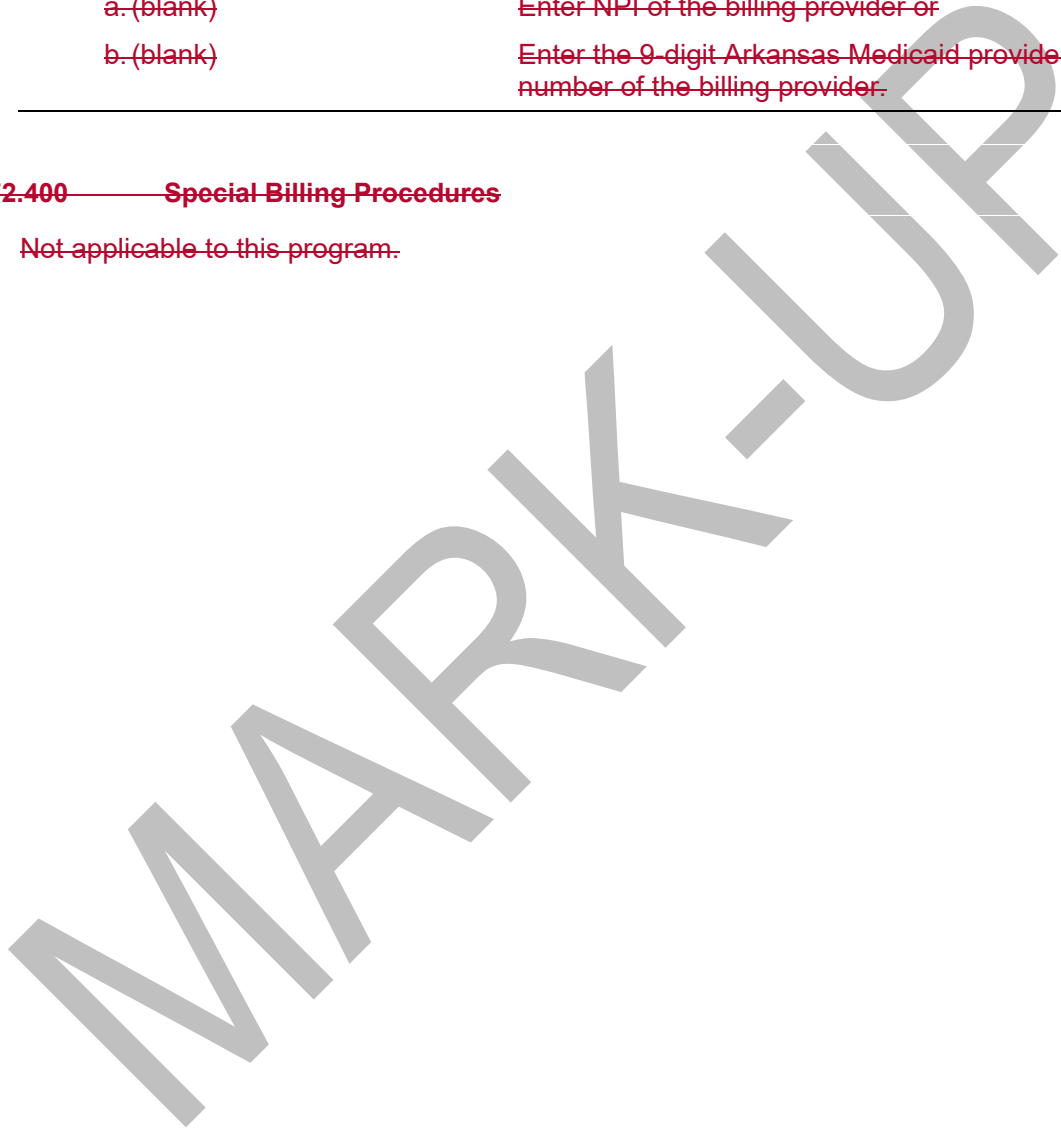 a. (blank) Enter NPI of the billing provider or
b. (blank) Enter the 9-digit Arkansas Medicaid provide
number of the billing provider.
2.400 Special Billing Procedures
Not applicable to this program.
MARK-UP